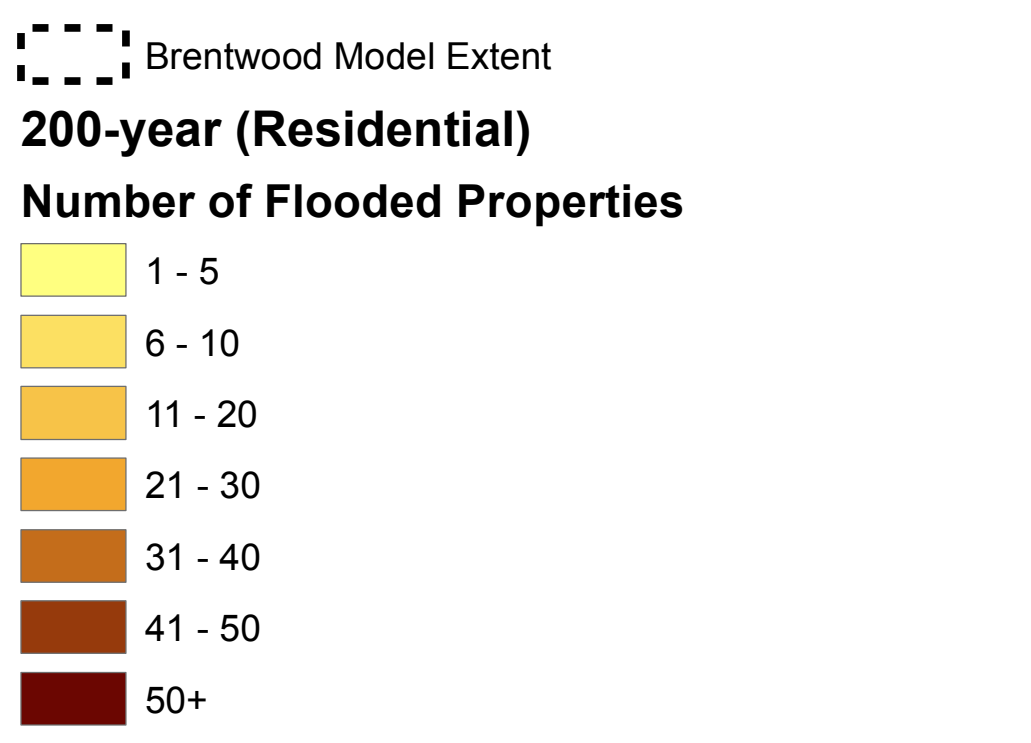 Brentwood Model Extent
200-year (Residential)
Number of Flooded Properties
1 - 5
6 - 10
11 - 20
21 - 30
31 - 40
41 - 50
50+